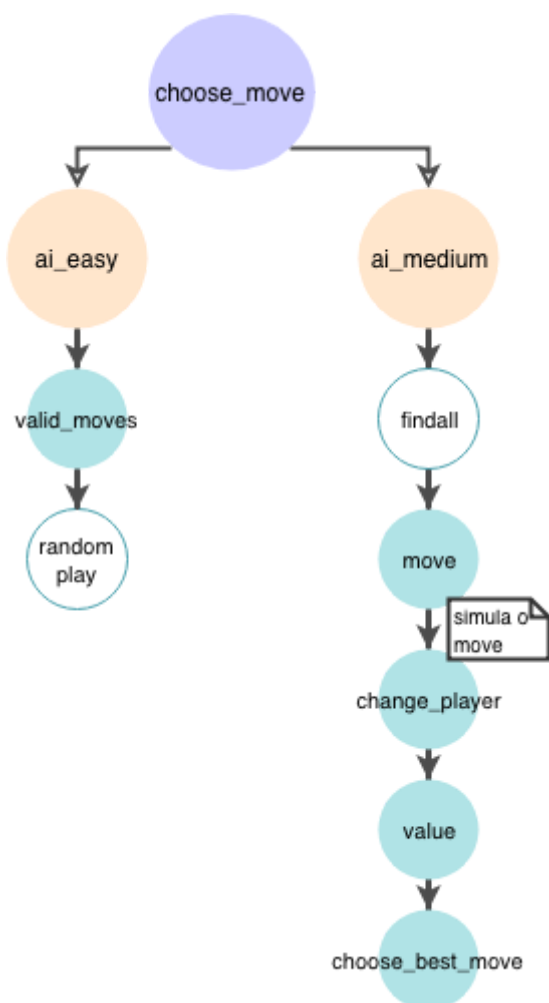 choose_move
ai_easy
ai_medium
valid_moves
findall
random
play
move
simula o
move
change_player
value
choose_best_move